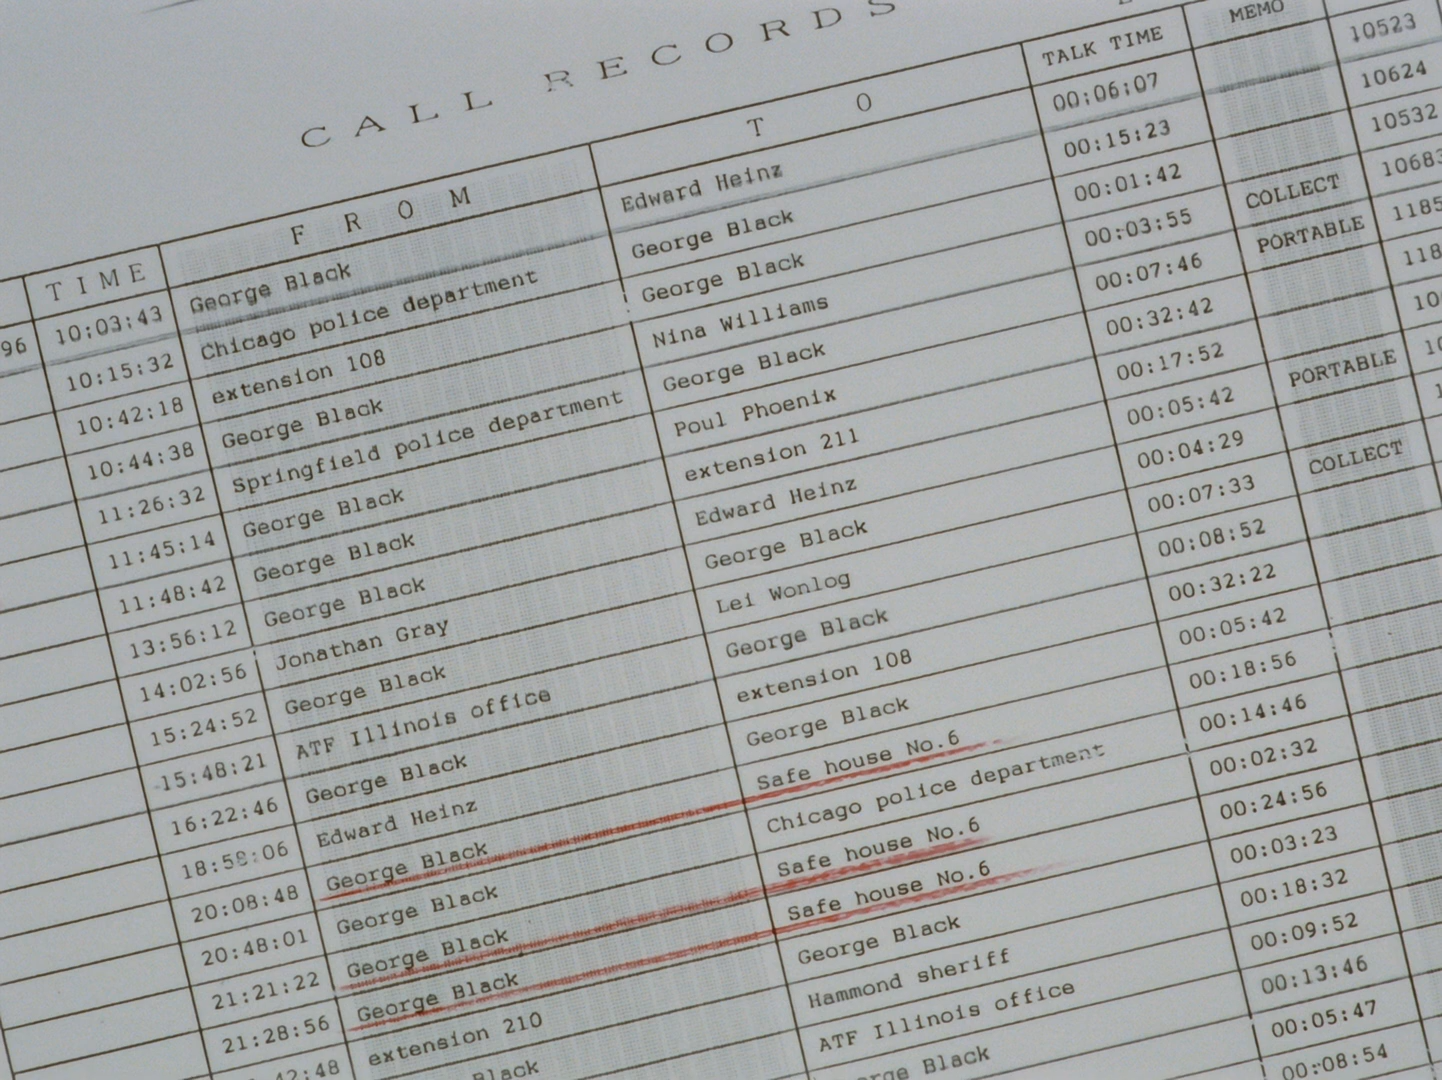 CALL RECORDS
TIME FROM TO TALK TIME MEMO
96 10:03:43 George Black Edward Heinz 00:06:07 10523
10:15:32 Chicago police department George Black 00:15:23 10624
10:42:18 extension 108 George Black 00:01:42 10532
10:44:38 George Black Nina Williams 00:03:55 COLLECT 10683
11:26:32 Springfield police department George Black 00:07:46 PORTABLE 1185
11:45:14 George Black Poul Phoenix 00:32:42 118
11:48:42 George Black extension 211 00:17:52 10
13:56:12 George Black Edward Heinz 00:05:42 PORTABLE 10
14:02:56 Jonathan Gray George Black 00:04:29 1
15:24:52 George Black Lei Wonlog 00:07:33 COLLECT
15:48:21 ATF Illinois office George Black 00:08:52
16:22:46 George Black extension 108 00:32:22
18:58:06 Edward Heinz George Black 00:05:42
20:08:48 George Black Safe house No.6 00:18:56
20:48:01 George Black Chicago police department 00:14:46
21:21:22 George Black Safe house No.6 00:02:32
21:28:56 George Black Safe house No.6 00:24:56
42:48 extension 210 George Black 00:03:23
Black Hammond sheriff 00:18:32
ATF Illinois office 00:09:52
rge Black 00:13:46
00:05:47
00:08:54